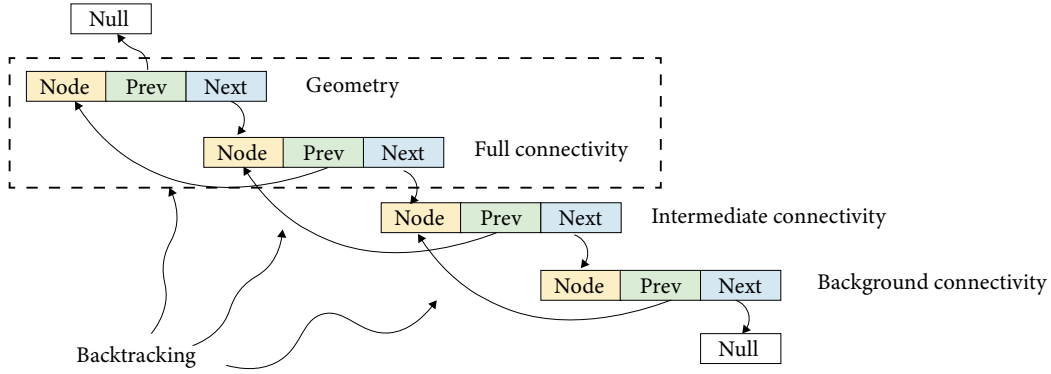 Null
Node Prev Next Geometry
Node Prev Next Full connectivity
Node Prev Next Intermediate connectivity
Node Prev Next Background connectivity
Null
Backtracking